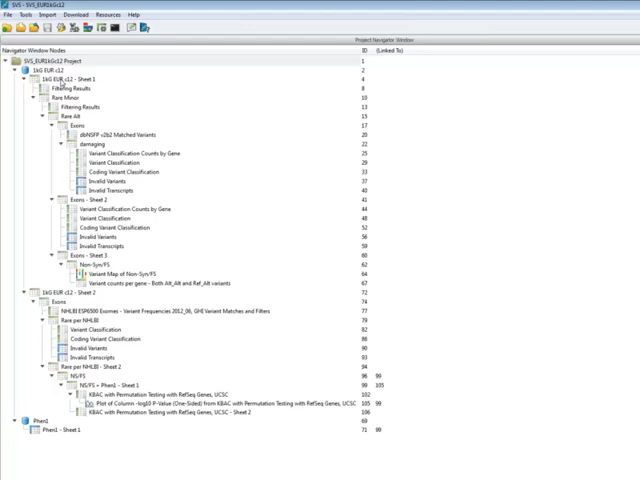 SVS - SVS_EUR1kGc12
File Tools Import Download Resources Help
Project Navigator Window
Navigator Window Nodes ID (Linked To)
SVS_EUR1kGc12 Project 1
1kG EUR c12 2
1kG EUR c12 - Sheet 1 4
Filtering Results 8
Rare Minor 10
Filtering Results 13
Rare Alt 15
Exons 17
dbNSFP v2b2 Matched Variants 20
damaging 22
Variant Classification Counts by Gene 25
Variant Classification 29
Coding Variant Classification 33
Invalid Variants 37
Invalid Transcripts 40
Exons - Sheet 2 41
Variant Classification Counts by Gene 44
Variant Classification 48
Coding Variant Classification 52
Invalid Variants 56
Invalid Transcripts 59
Exons - Sheet 3 60
Non-Syn/FS 62
Variant Map of Non-Syn/FS 64
Variant counts per gene - Both Alt_Alt and Ref_Alt variants 67
1kG EUR c12 - Sheet 2 72
Exons 74
NHLBI ESP6500 Exomes - Variant Frequencies 2012_06, GHI Variant Matches and Filters 77
Rare per NHLBI 79
Variant Classification 82
Coding Variant Classification 86
Invalid Variants 90
Invalid Transcripts 93
Rare per NHLBI - Sheet 2
NS/FS 96 99
NS/FS + Phen1 - Sheet 1 99 105
KBAC with Permutation Testing with RefSeq Genes, UCSC 102
Plot of Column -log10 P-Value (One-Sided) from KBAC with Permutation Testing with RefSeq Genes, UCSC 105 99
KBAC with Permutation Testing with RefSeq Genes, UCSC - Sheet 2 106
Phen1 69
Phen1 - Sheet 1 71 99